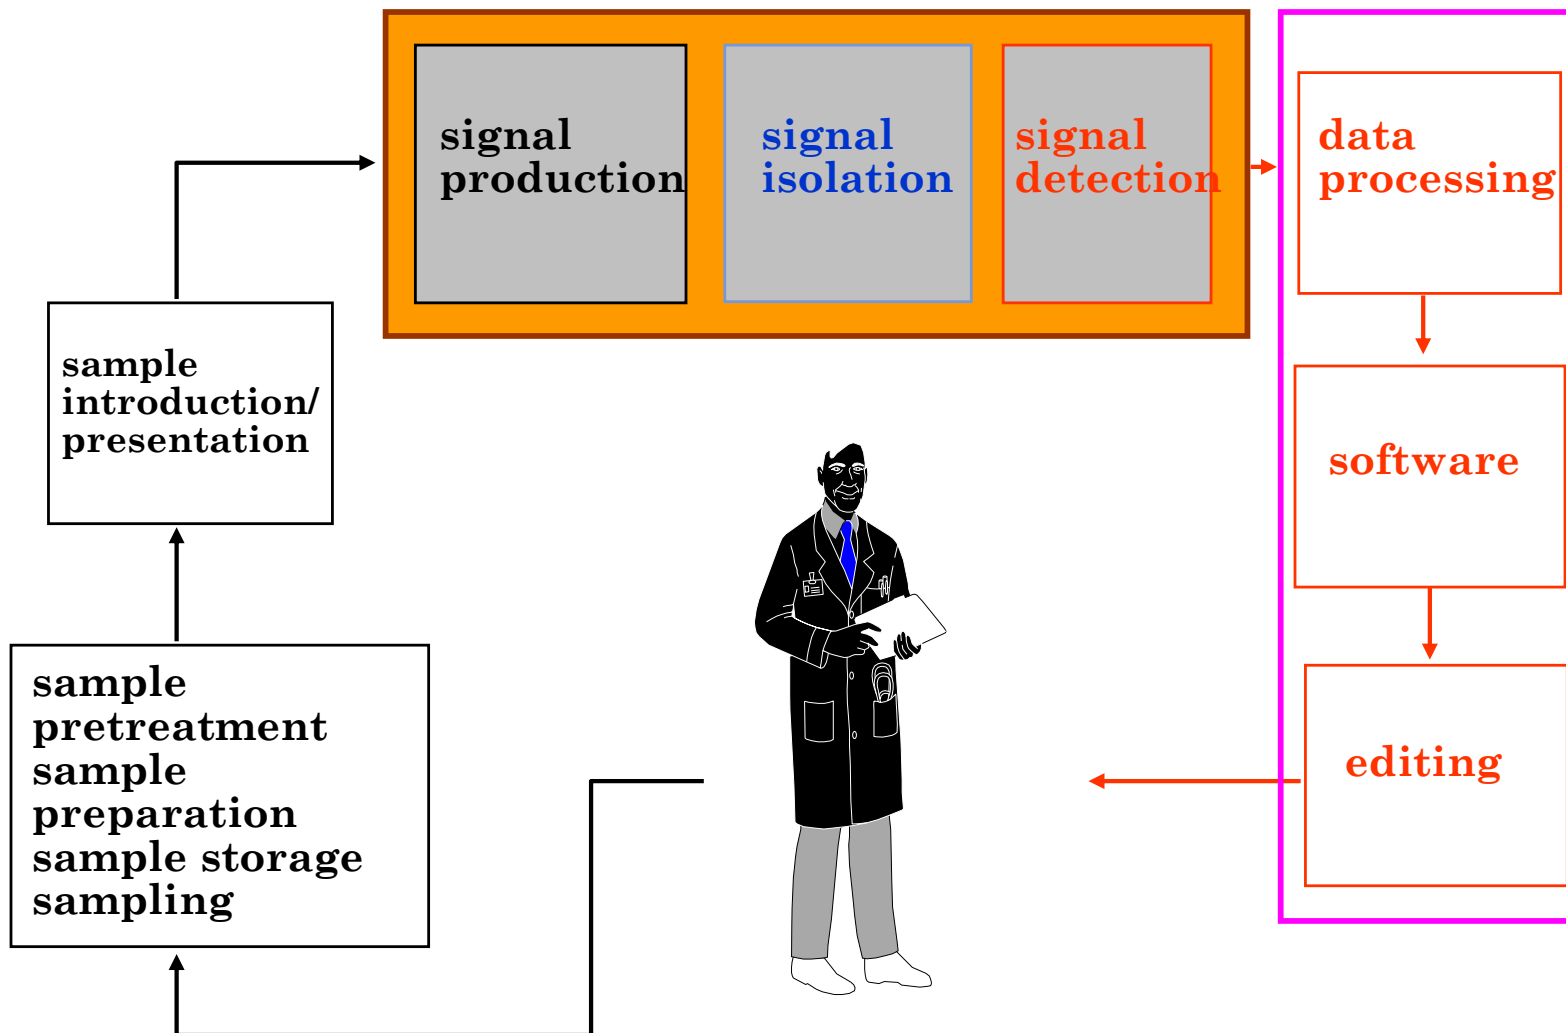 signal
production
signal
isolation
signal
detection
data
processing
sample
introduction/
presentation
software
sample
pretreatment
sample
preparation
sample storage
sampling
editing